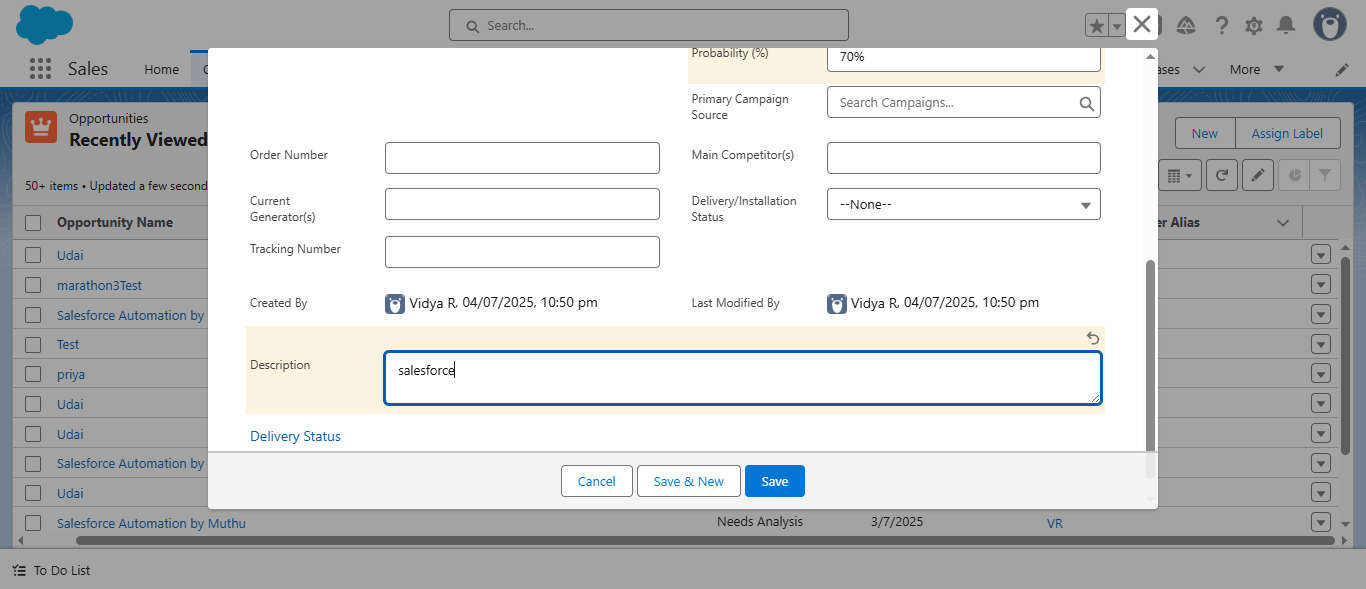 Search...
Sales
Home
ases
More
Opportunities
Recently Viewed
New
Assign Label
50+ items • Updated a few second
Opportunity Name
er Alias
Udai
marathon3Test
Salesforce Automation by
Test
priya
Udai
Udai
Salesforce Automation by
Udai
Salesforce Automation by Muthu
Needs Analysis
3/7/2025
VR
Probability (%)
70%
Primary Campaign
Source
Search Campaigns...
Order Number
Main Competitor(s)
Current
Generator(s)
Delivery/Installation
Status
--None--
Tracking Number
Created By
Vidya R, 04/07/2025, 10:50 pm
Last Modified By
Vidya R, 04/07/2025, 10:50 pm
Description
salesforce
Delivery Status
Cancel
Save & New
Save
To Do List